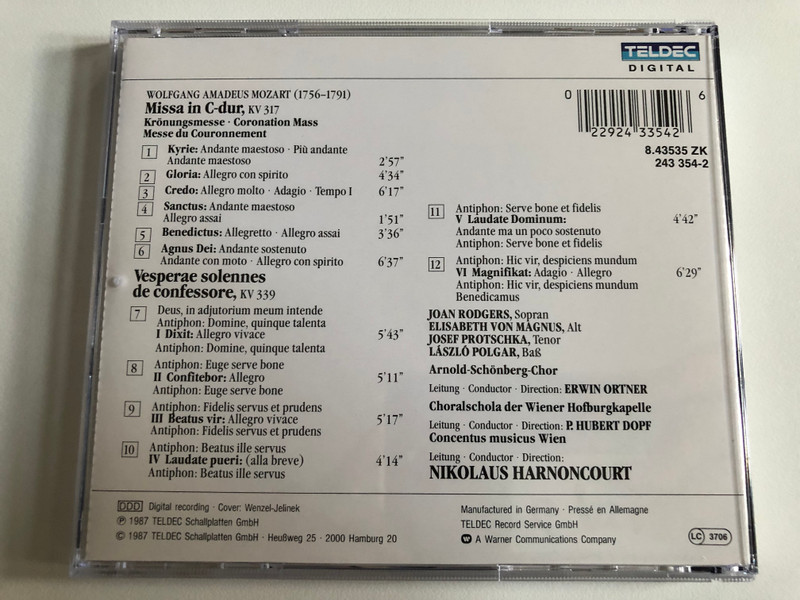 TELDEC
DIGITAL
0 22924 33542 6
8.43535 ZK
243 354-2
WOLFGANG AMADEUS MOZART (1756–1791)
Missa in C-dur, KV 317
Krönungsmesse · Coronation Mass
Messe du Couronnement
1 Kyrie: Andante maestoso · Più andante
Andante maestoso 2'57"
2 Gloria: Allegro con spirito 4'34"
3 Credo: Allegro molto · Adagio · Tempo I 6'17"
4 Sanctus: Andante maestoso
Allegro assai 1'51"
5 Benedictus: Allegretto · Allegro assai 3'36"
6 Agnus Dei: Andante sostenuto
Andante con moto · Allegro con spirito 6'37"
Vesperae solennes
de confessore, KV 339
7 Deus, in adjutorium meum intende
Antiphon: Domine, quinque talenta
I Dixit: Allegro vivace 5'43"
Antiphon: Domine, quinque talenta
8 Antiphon: Euge serve bone
II Confitebor: Allegro 5'11"
Antiphon: Euge serve bone
9 Antiphon: Fidelis servus et prudens
III Beatus vir: Allegro vivace 5'17"
Antiphon: Fidelis servus et prudens
10 Antiphon: Beatus ille servus
IV Laudate pueri: (alla breve) 4'14"
Antiphon: Beatus ille servus
11 Antiphon: Serve bone et fidelis
V Laudate Dominum: 4'42"
Andante ma un poco sostenuto
Antiphon: Serve bone et fidelis
12 Antiphon: Hic vir, despiciens mundum
VI Magnifikat: Adagio · Allegro 6'29"
Antiphon: Hic vir, despiciens mundum
Benedicamus
JOAN RODGERS, Sopran
ELISABETH VON MAGNUS, Alt
JOSEF PROTSCHKA, Tenor
LÁSZLÓ POLGAR, Baß
Arnold-Schönberg-Chor
Leitung · Conductor · Direction: ERWIN ORTNER
Choralschola der Wiener Hofburgkapelle
Leitung · Conductor · Direction: P. HUBERT DOPF
Concentus musicus Wien
Leitung · Conductor · Direction:
NIKOLAUS HARNONCOURT
DDD Digital recording · Cover: Wenzel-Jelinek
℗ 1987 TELDEC Schallplatten GmbH
© 1987 TELDEC Schallplatten GmbH · Heußweg 25 · 2000 Hamburg 20
Manufactured in Germany · Pressé en Allemagne
TELDEC Record Service GmbH
A Warner Communications Company
LC 3706